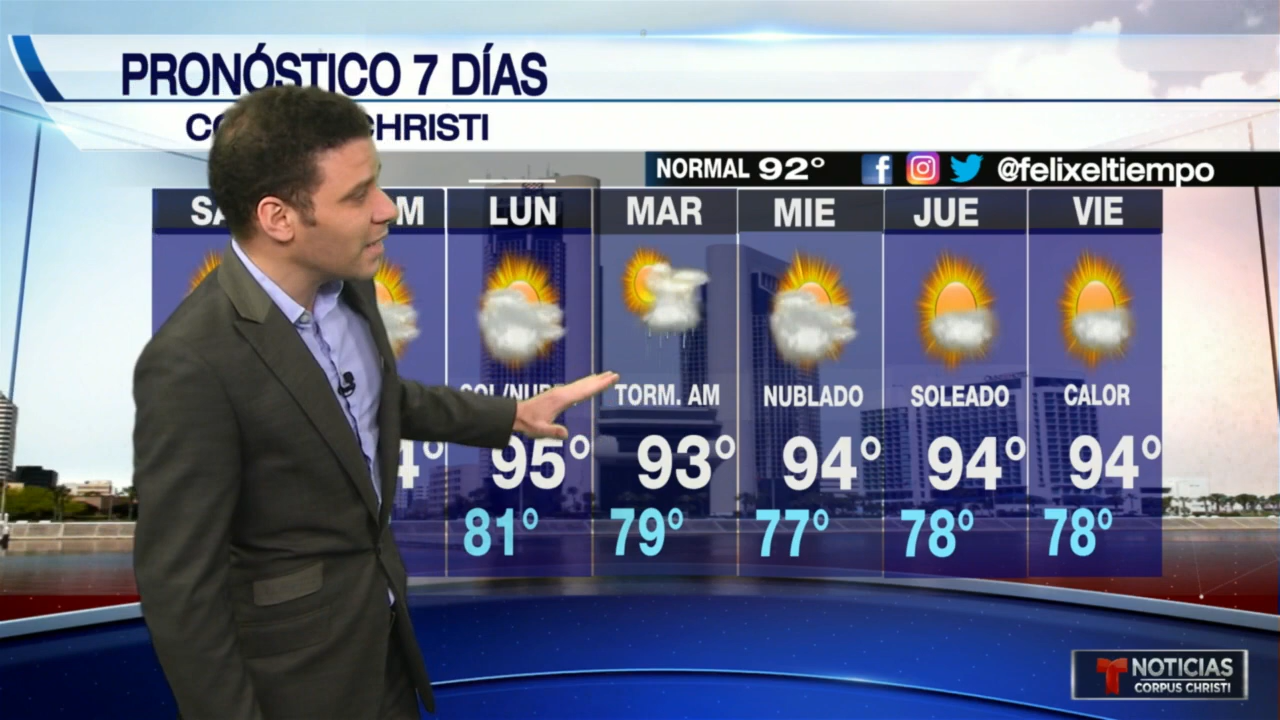 PRONÓSTICO 7 DÍAS
CHRISTI
NORMAL 92° @felixeltiempo
LUN MAR MIE JUE VIE
TORM. AM NUBLADO SOLEADO CALOR
95° 93° 94° 94° 94°
81° 79° 77° 78° 78°
NOTICIAS
CORPUS CHRISTI